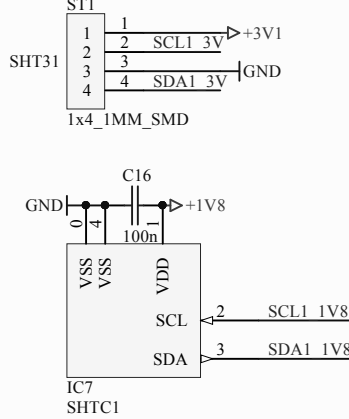 ST1
1 1 +3V1
2 2 SCL1_3V
SHT31
3 3 GND
4 4 SDA1_3V
1x4_1MM_SMD
C16
GND +1V8
0 4 1
100n
VSS VSS VDD
SCL 2 SCL1_1V8
SDA 3 SDA1_1V8
IC7
SHTC1